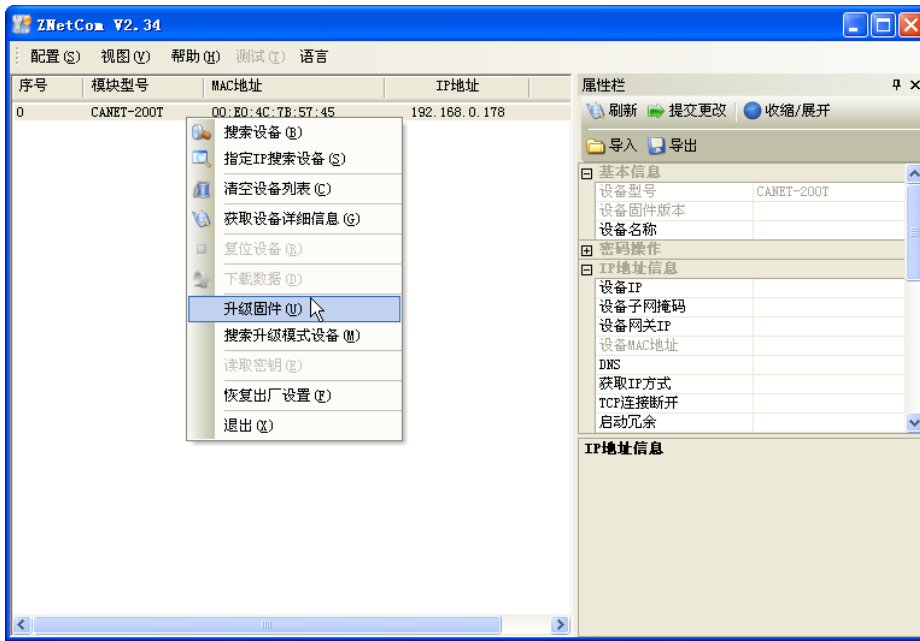 ZNetCom V2.34
配置(S) 视图(V) 帮助(H) 测试(T) 语言
序号 模块型号 MAC地址 IP地址
0 CANET-200T 00:E0:4C:7B:57:45 192.168.0.178
搜索设备(B)
指定IP搜索设备(S)
清空设备列表(C)
获取设备详细信息(G)
复位设备(R)
下载数据(D)
升级固件(U)
搜索升级模式设备(M)
读取密钥(E)
恢复出厂设置(F)
退出(X)
属性栏
刷新 提交更改 收缩/展开
导入 导出
基本信息
设备型号 CANET-200T
设备固件版本
设备名称
密码操作
IP地址信息
设备IP
设备子网掩码
设备网关IP
设备MAC地址
DNS
获取IP方式
TCP连接断开
启动冗余
IP地址信息